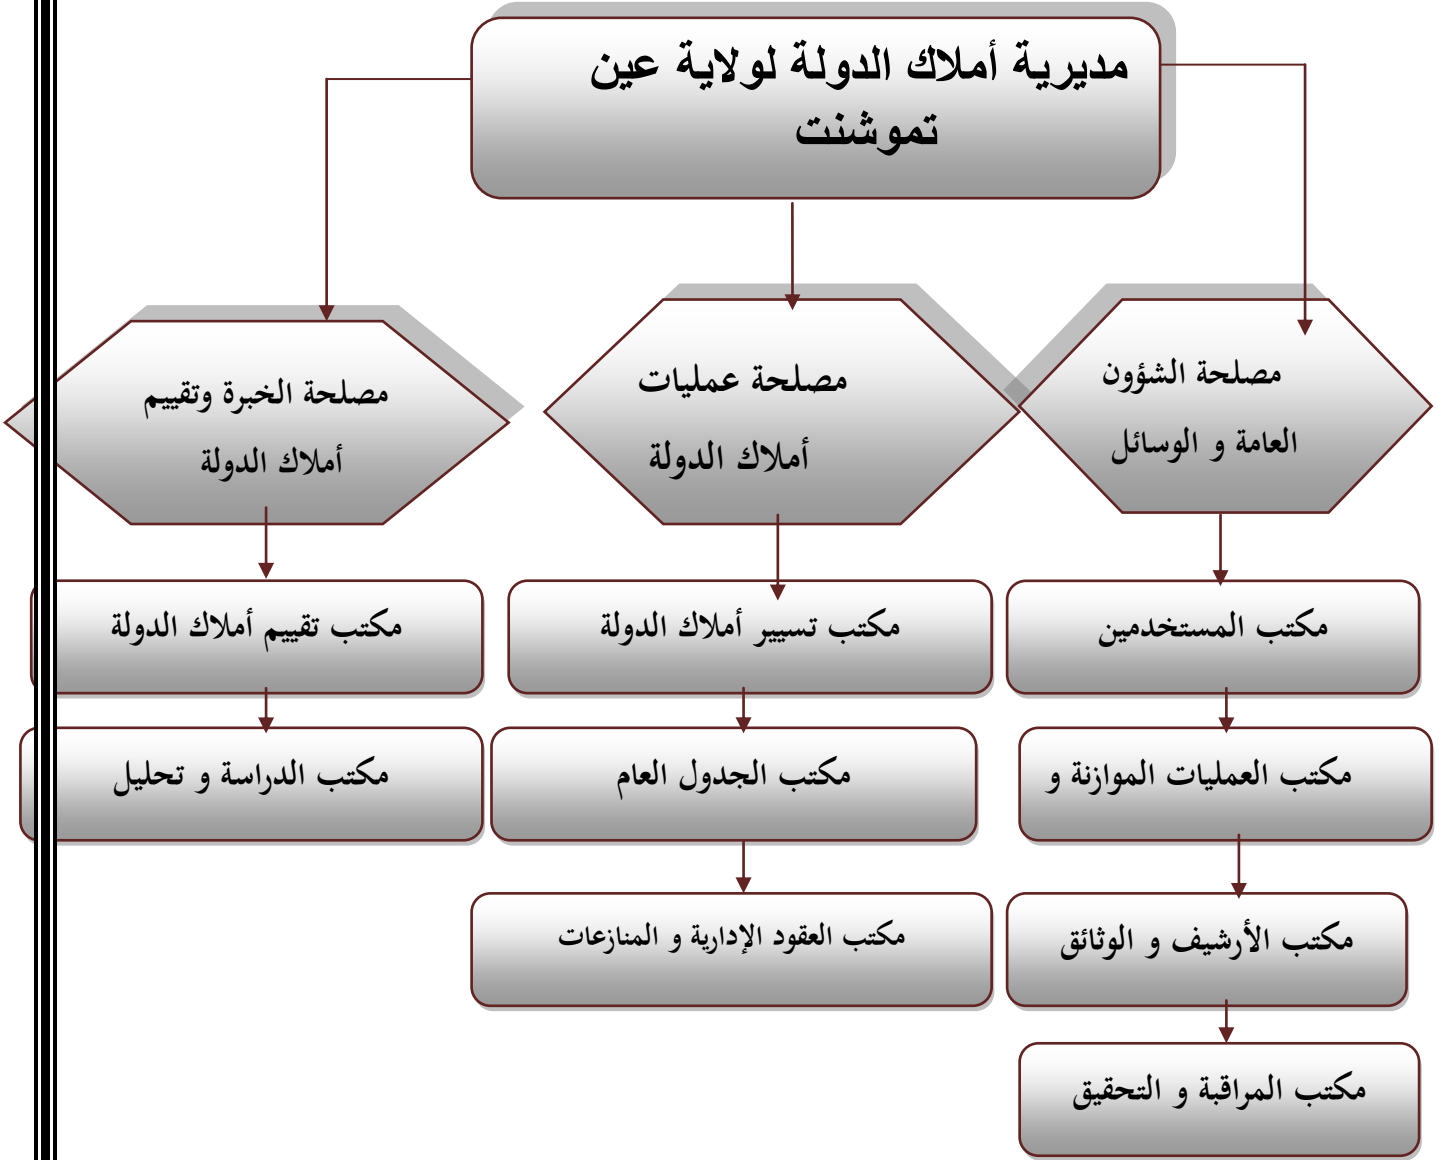 مديرية أملاك الدولة لولاية عين
تموشنت
مصلحة الشؤون
العامة و الوسائل
مصلحة عمليات
أملاك الدولة
مصلحة الخبرة وتقييم
أملاك الدولة
مكتب المستخدمين
مكتب تسيير أملاك الدولة
مكتب تقييم أملاك الدولة
مكتب العمليات الموازنة و
مكتب الجدول العام
مكتب الدراسة و تحليل
مكتب الأرشيف و الوثائق
مكتب العقود الإدارية و المنازعات
مكتب المراقبة و التحقيق